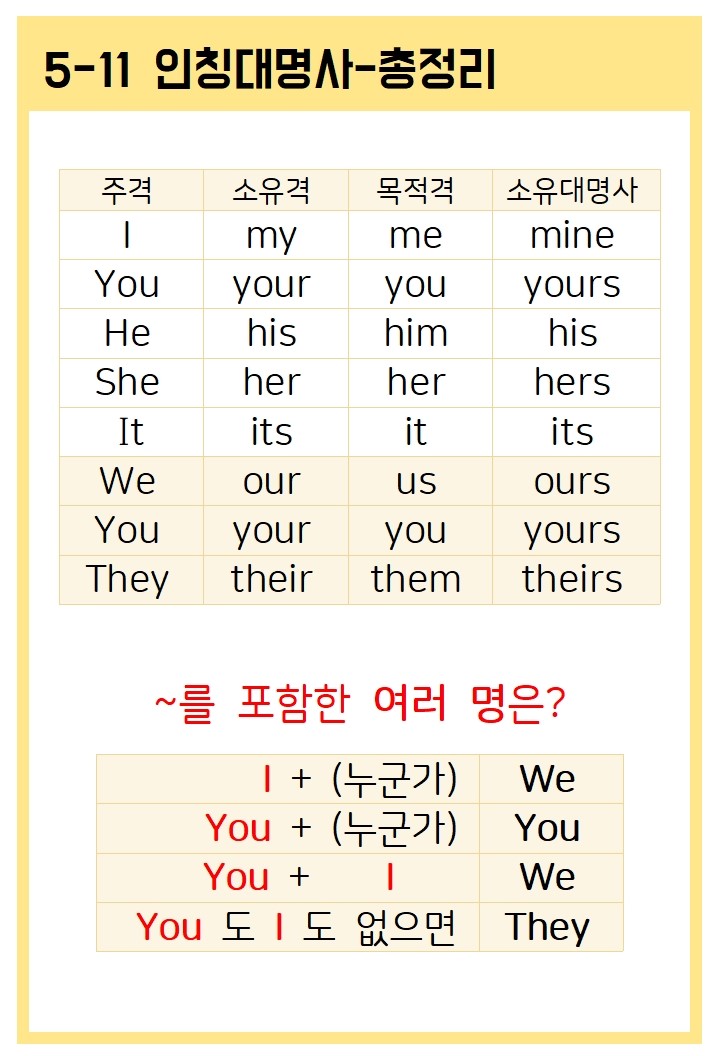 5-11 인칭대명사-총정리
주격 소유격 목적격 소유대명사
I my me mine
You your you yours
He his him his
She her her hers
It its it its
We our us ours
You your you yours
They their them theirs
~를 포함한 여러 명은?
I + (누군가) We
You + (누군가) You
You + I We
You 도 I 도 없으면 They